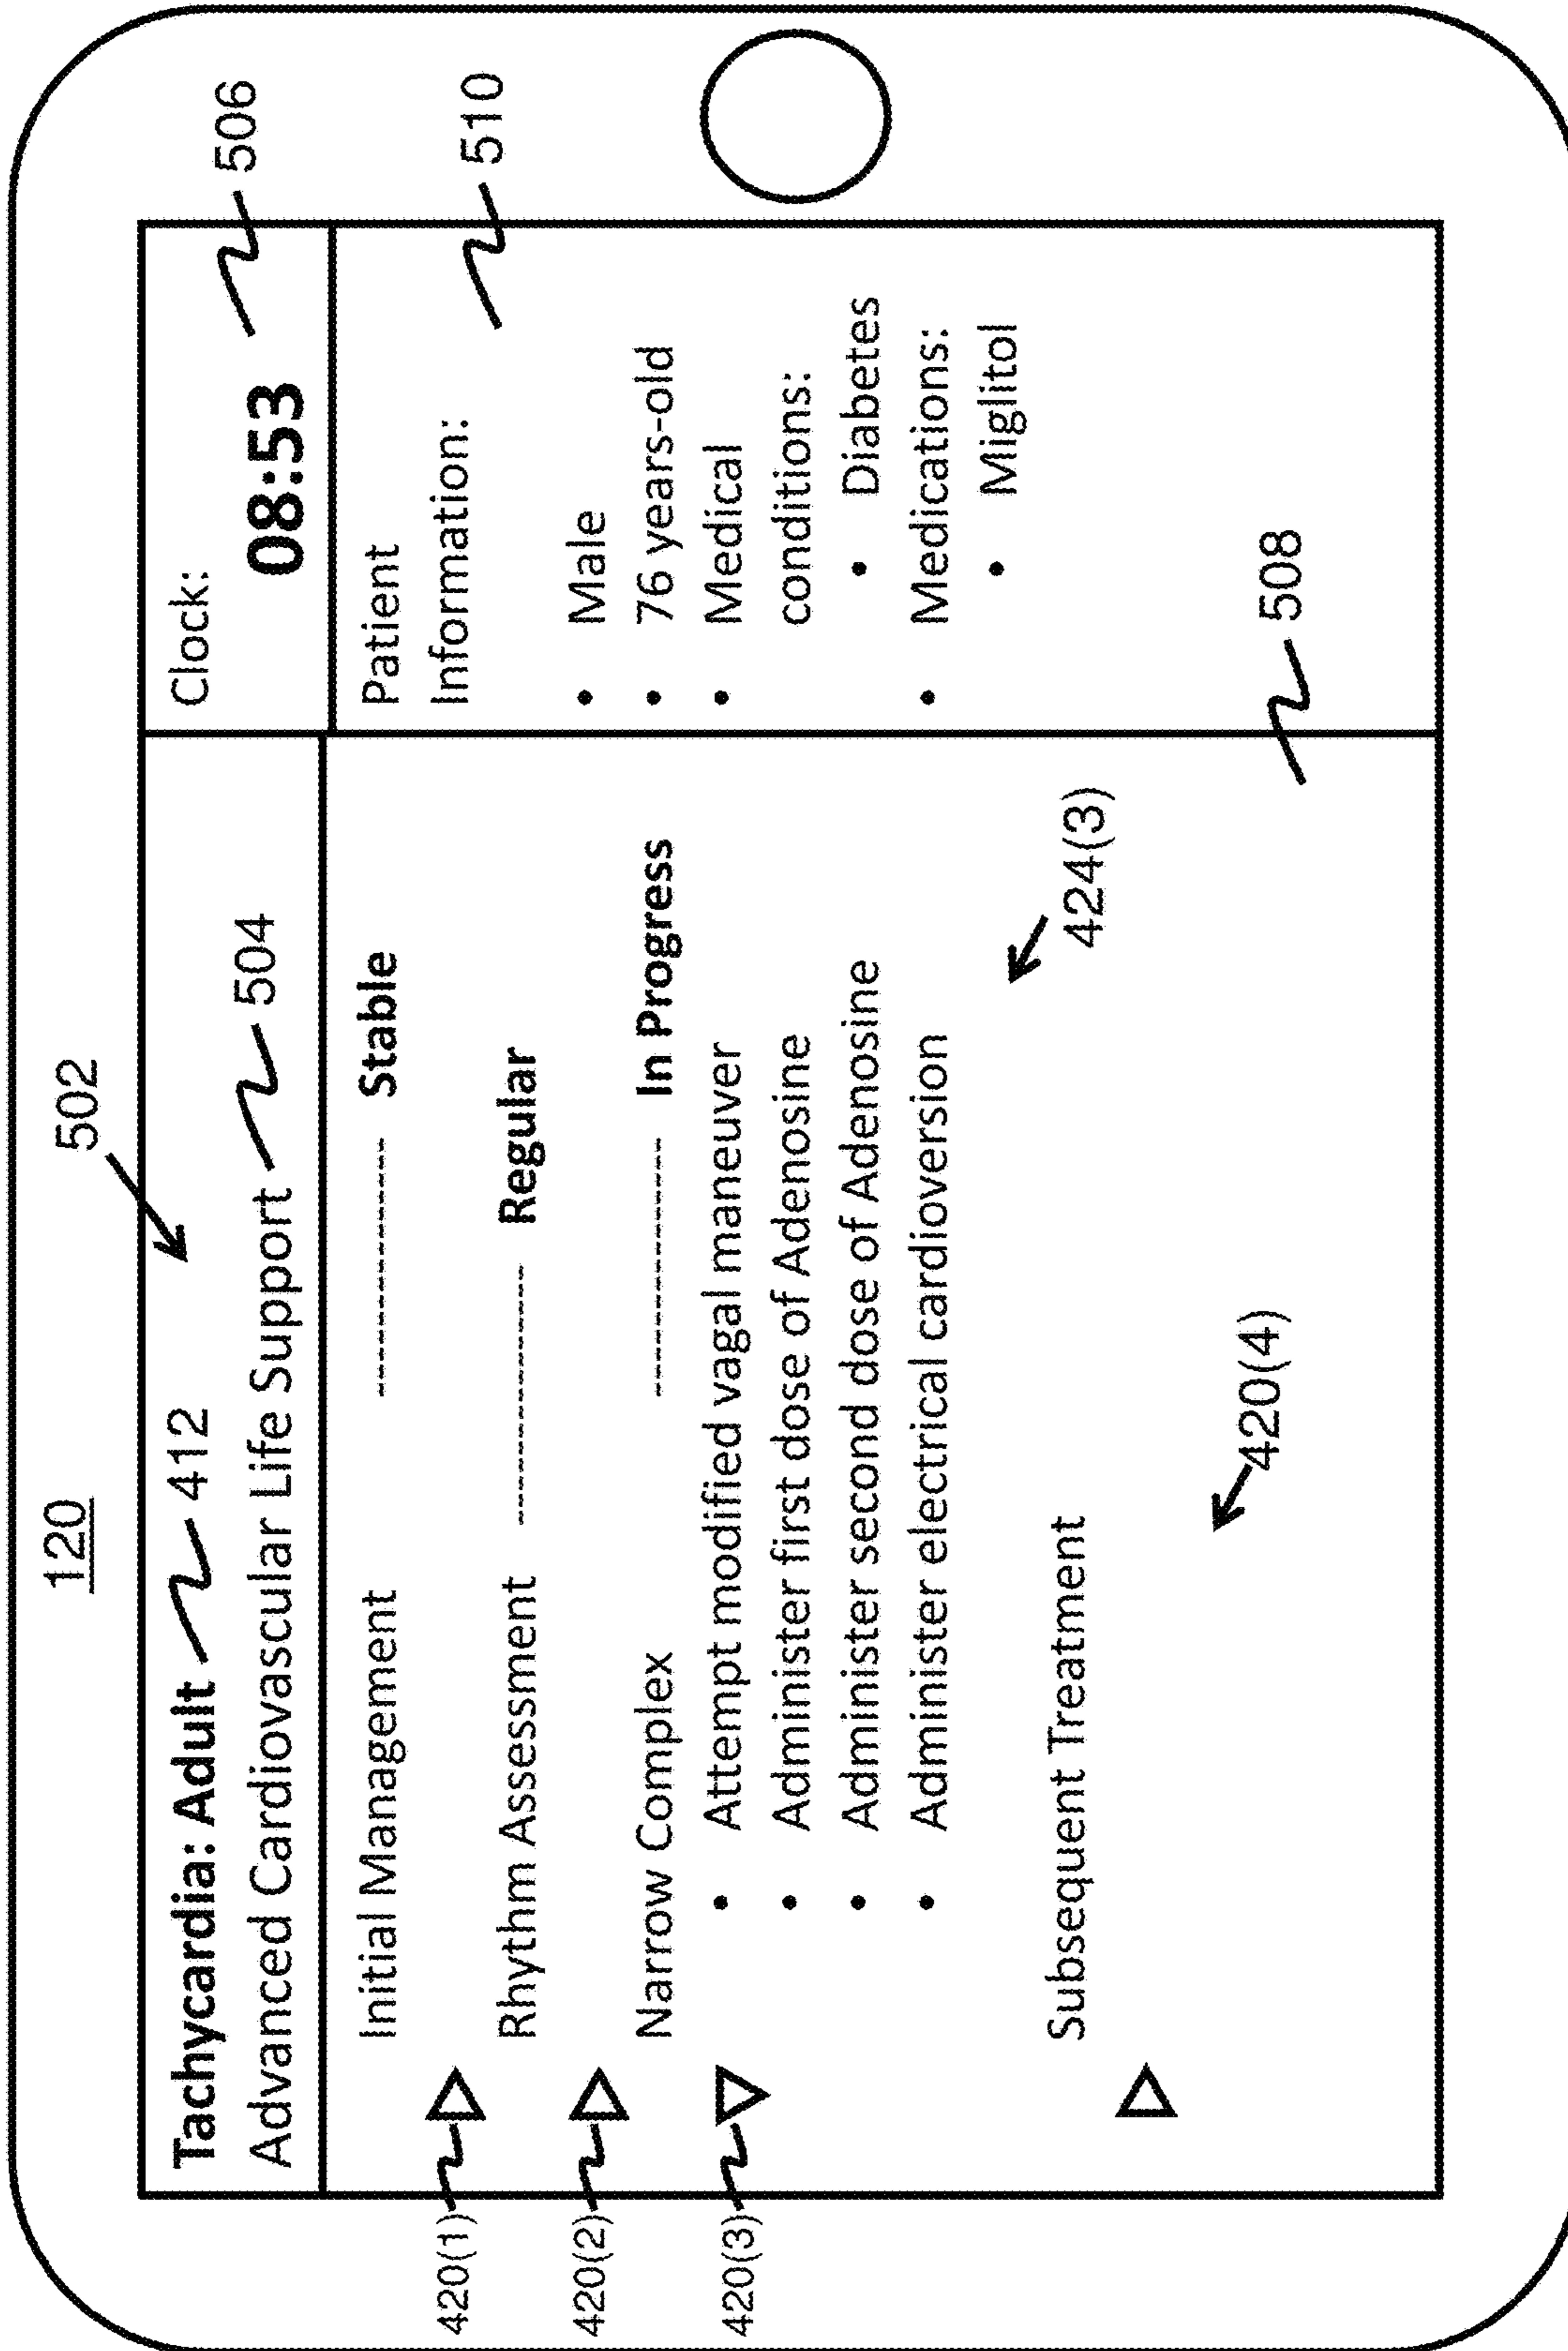 120
502
Tachycardia: Adult 412
Advanced Cardiovascular Life Support 504
Clock:
08:53
506
Initial Management -------------- Stable
420(1)
Rhythm Assessment -------------- Regular
420(2)
Narrow Complex -------------- In Progress
420(3)
• Attempt modified vagal maneuver
• Administer first dose of Adenosine
• Administer second dose of Adenosine
• Administer electrical cardioversion
424(3)
Subsequent Treatment
420(4)
508
Patient
Information:
510
• Male
• 76 years-old
• Medical
conditions:
• Diabetes
• Medications:
• Miglitol